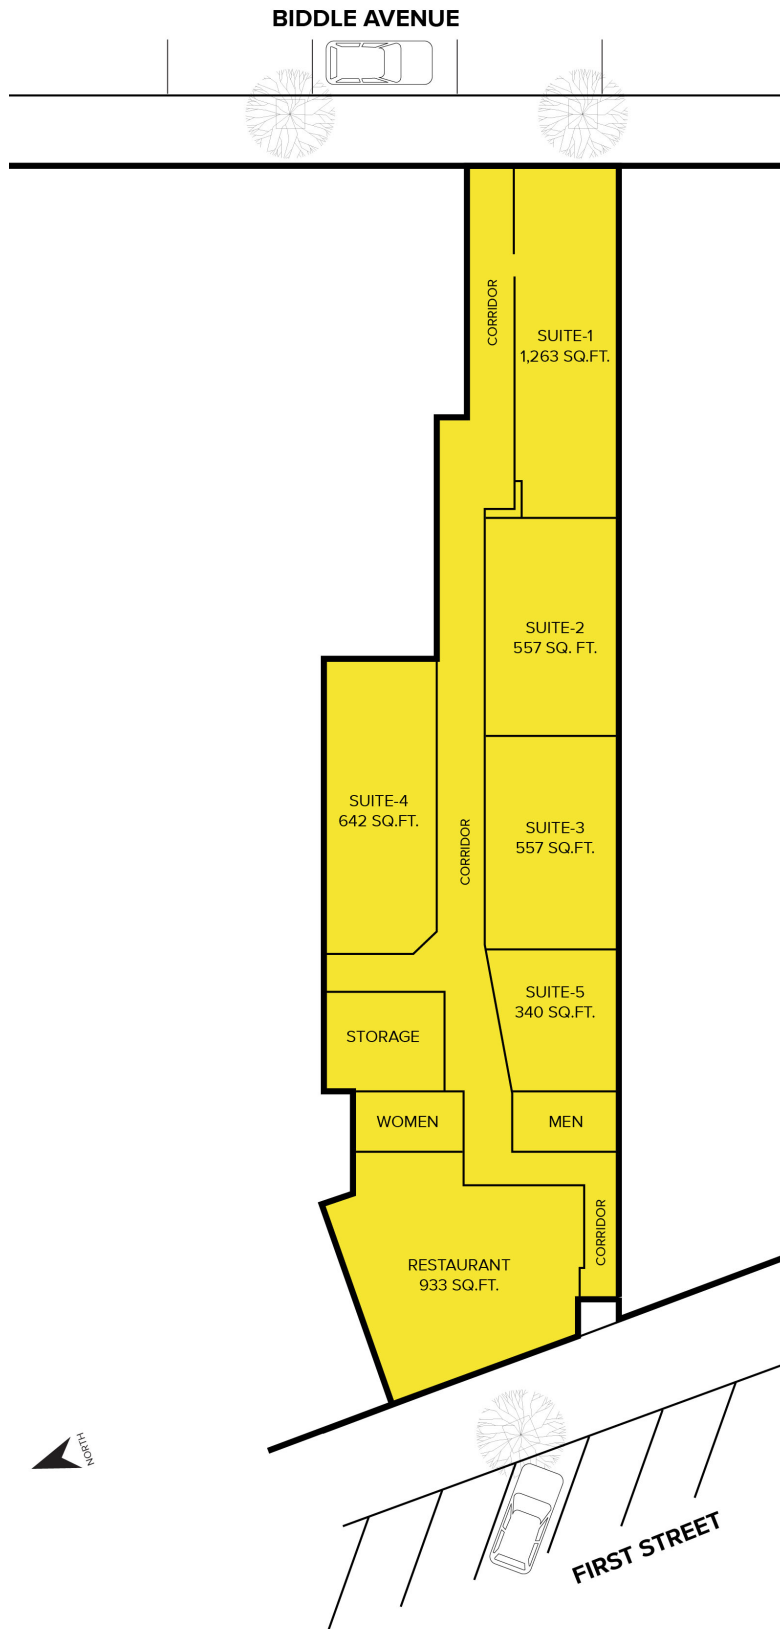 BIDDLE AVENUE
CORRIDOR
SUITE-1
1,263 SQ.FT.
SUITE-2
557 SQ. FT.
SUITE-4
642 SQ.FT.
CORRIDOR
SUITE-3
557 SQ.FT.
SUITE-5
340 SQ.FT.
STORAGE
WOMEN
MEN
CORRIDOR
RESTAURANT
933 SQ.FT.
NORTH
FIRST STREET